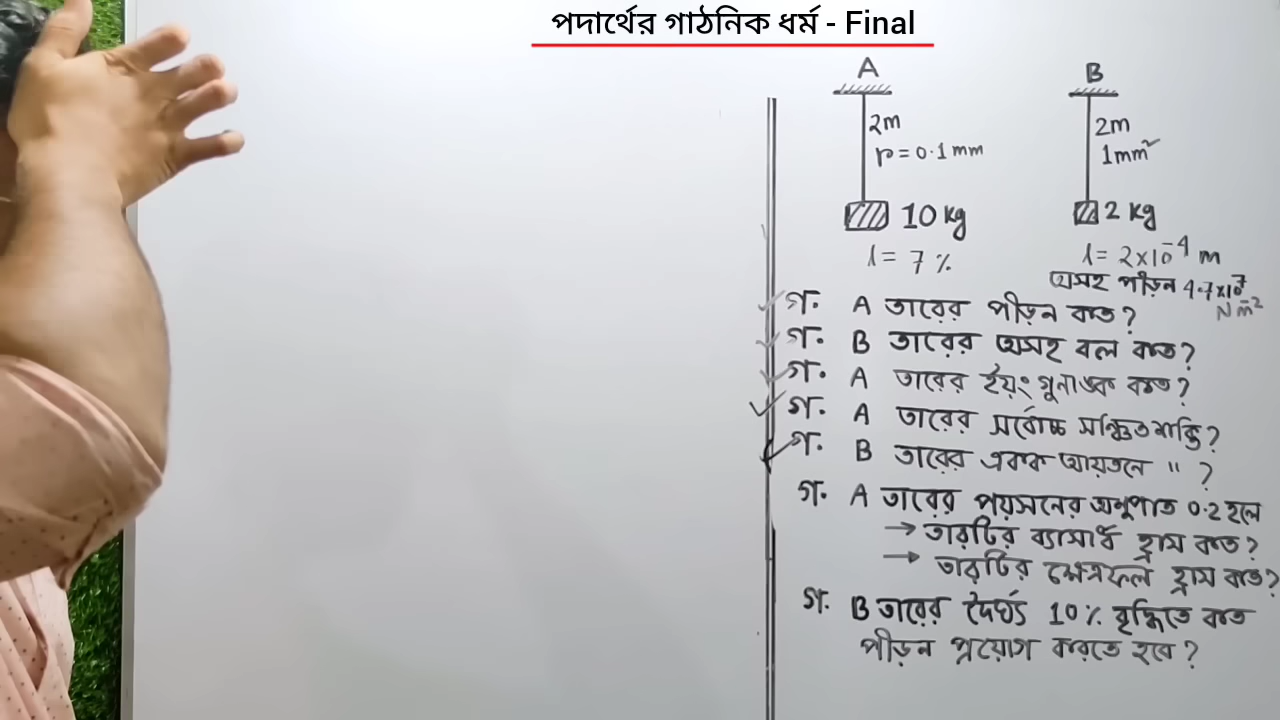 পদার্থের গাঠনিক ধর্ম - Final
A
2m
r = 0.1 mm
10 kg
l = 7 %
B
2m
1mm²
2 kg
l = 2×10⁻⁴ m
অসহ পীড়ন 4.7×10⁷
Nm⁻²
গ. A তারের পীড়ন কত?
গ. B তারের অসহ বল কত?
গ. A তারের ইয়ং গুনাঙ্ক কত?
গ. A তারের সর্বোচ্চ সঞ্চিত শক্তি?
গ. B তারের একক আয়তনে " ?
গ. A তারের পয়সনের অনুপাত 0.2 হলে
→ তারটির ব্যাসার্ধ হ্রাস কত?
→ তারটির ক্ষেত্রফল হ্রাস কত?
গ. B তারের দৈর্ঘ্য 10% বৃদ্ধিতে কত
পীড়ন প্রয়োগ করতে হবে?